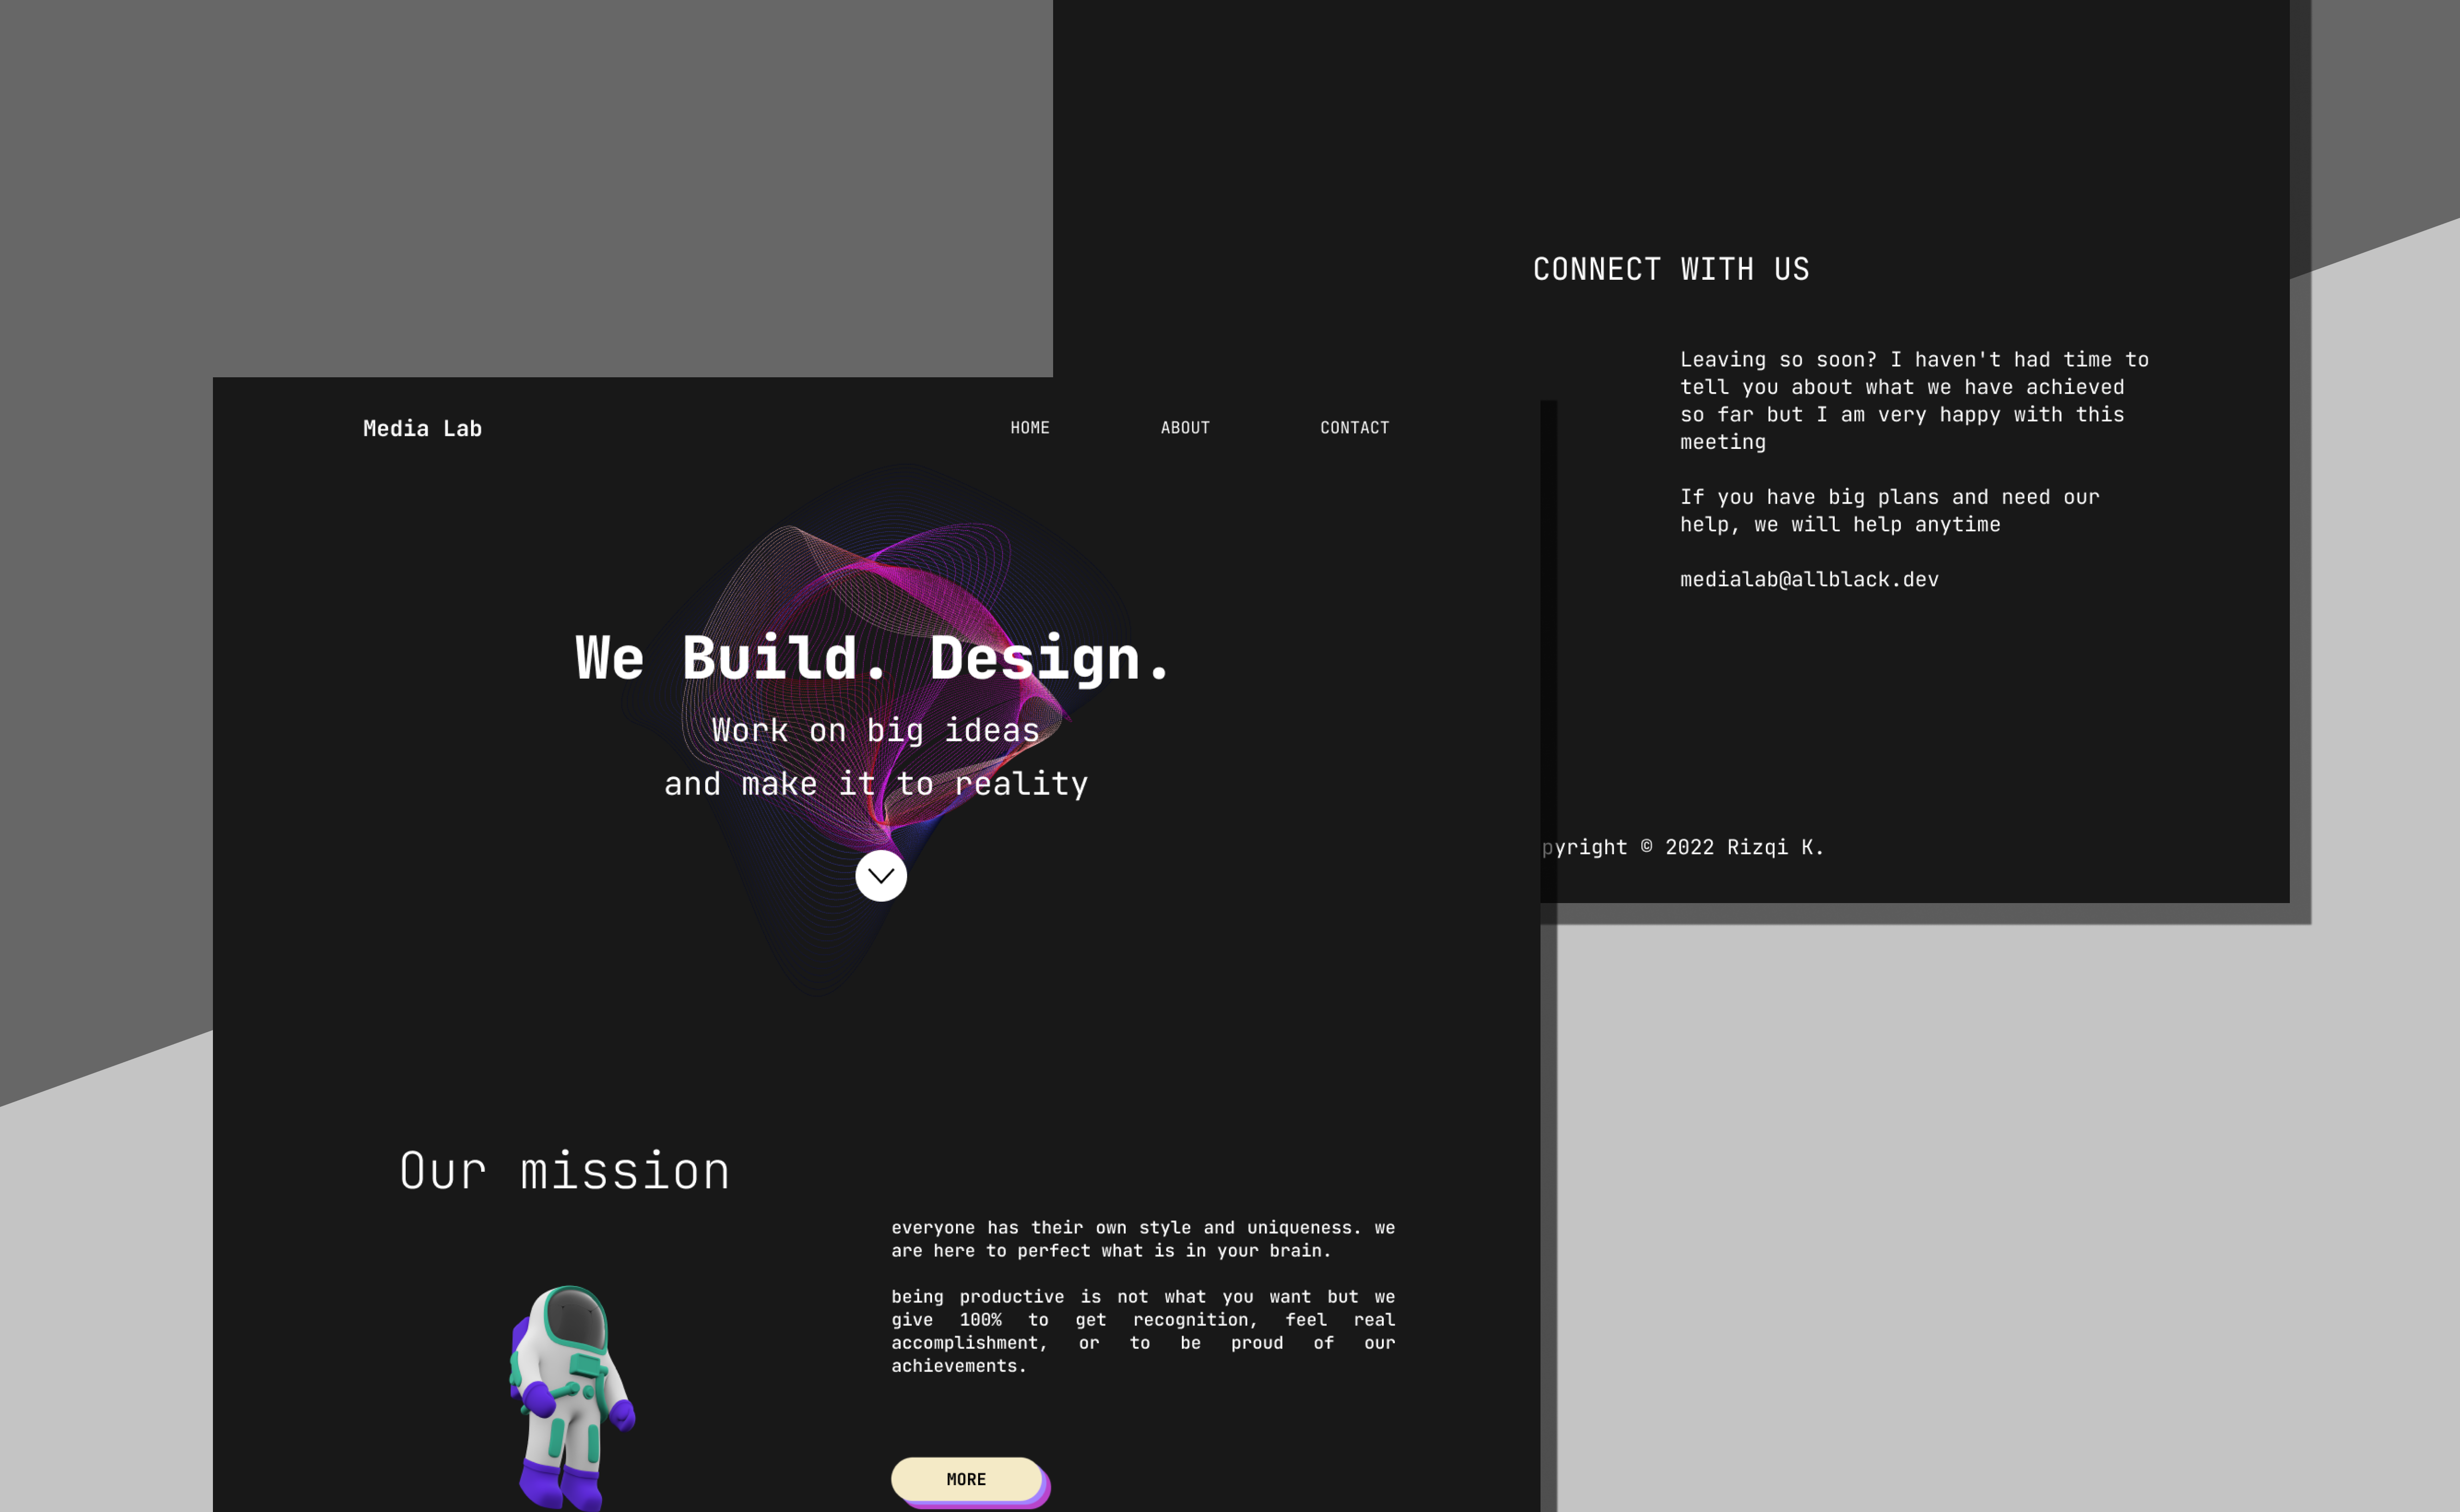 Media Lab
HOME
ABOUT
CONTACT
We Build. Design.
Work on big ideas
and make it to reality
Our mission
everyone has their own style and uniqueness. we
are here to perfect what is in your brain.
being productive is not what you want but we
give 100% to get recognition, feel real
accomplishment, or to be proud of our
achievements.
MORE
CONNECT WITH US
Leaving so soon? I haven't had time to
tell you about what we have achieved
so far but I am very happy with this
meeting
If you have big plans and need our
help, we will help anytime
medialab@allblack.dev
pyright © 2022 Rizqi K.